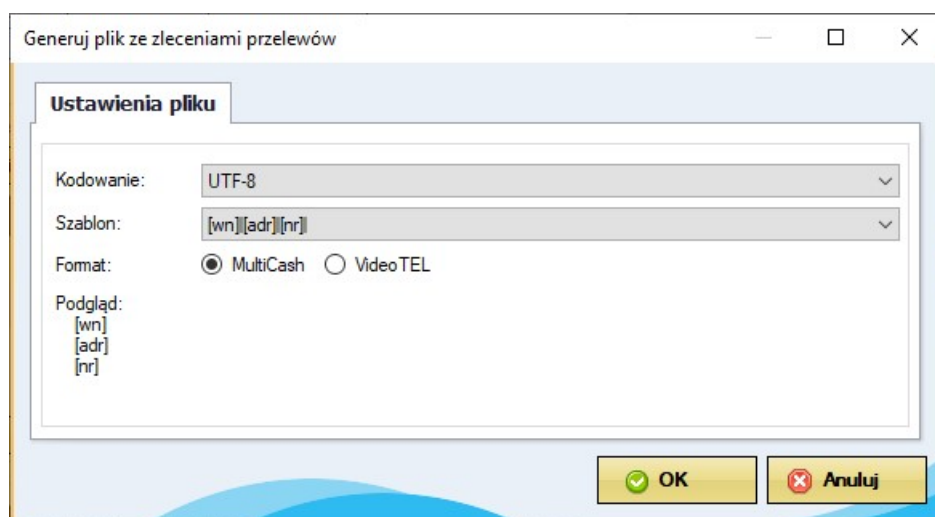 Generuj plik ze zleceniami przelewów
Ustawienia pliku
Kodowanie: UTF-8
Szablon: [wn]|[adr]|[nr]|
Format: MultiCash VideoTEL
Podgląd:
[wn]
[adr]
[nr]
OK Anuluj